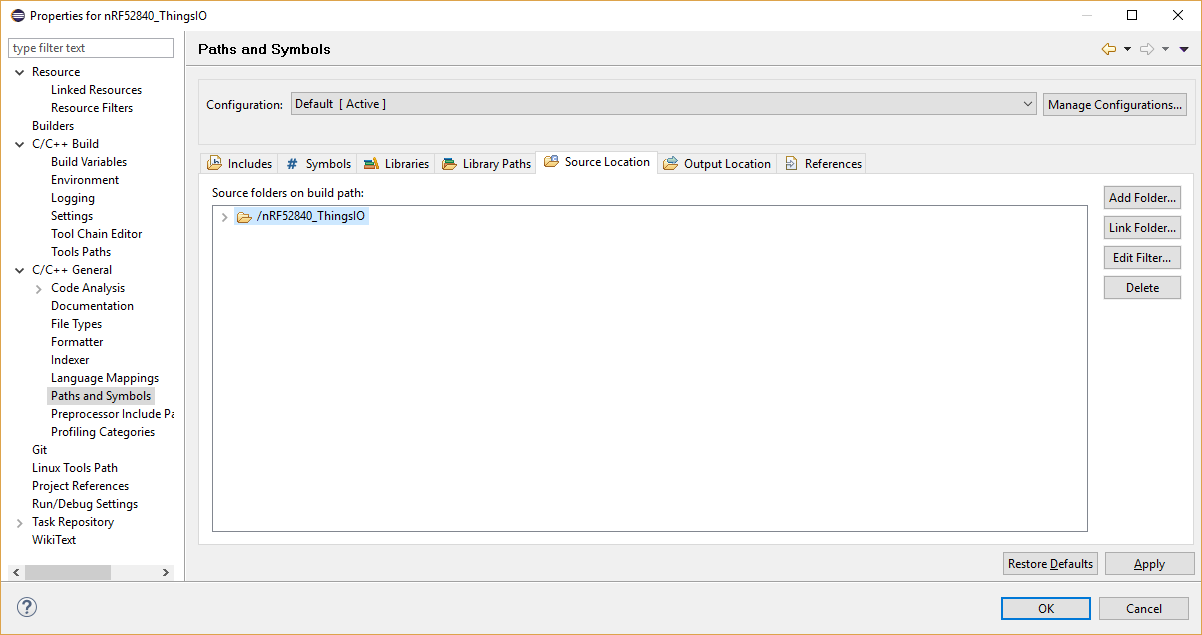 Properties for nRF52840_ThingsIO
type filter text
Resource
Linked Resources
Resource Filters
Builders
C/C++ Build
Build Variables
Environment
Logging
Settings
Tool Chain Editor
Tools Paths
C/C++ General
Code Analysis
Documentation
File Types
Formatter
Indexer
Language Mappings
Paths and Symbols
Preprocessor Include Pa
Profiling Categories
Git
Linux Tools Path
Project References
Run/Debug Settings
Task Repository
WikiText
Paths and Symbols
Configuration: Default [ Active ] Manage Configurations...
Includes # Symbols Libraries Library Paths Source Location Output Location References
Source folders on build path:
/nRF52840_ThingsIO
Add Folder...
Link Folder...
Edit Filter...
Delete
Restore Defaults Apply
? OK Cancel